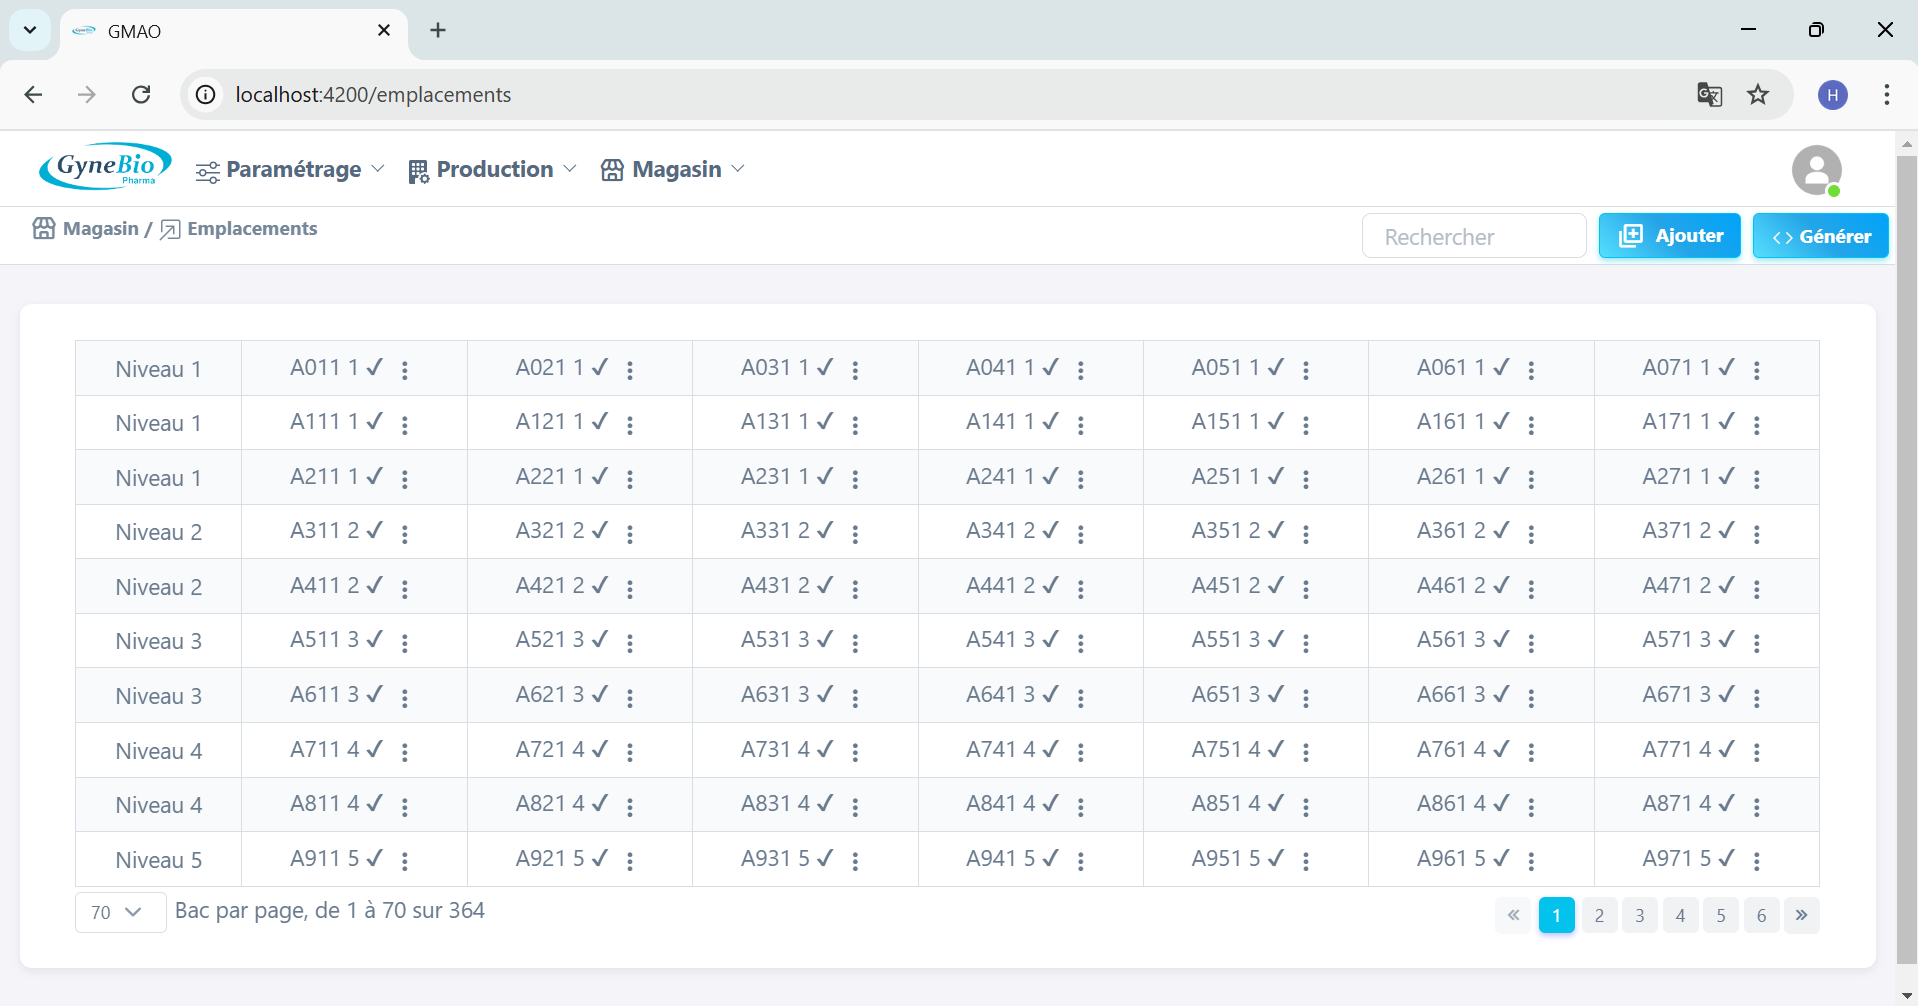 GMAO
localhost:4200/emplacements
H
GyneBio Pharma Paramétrage Production Magasin
Magasin / Emplacements Rechercher Ajouter <> Générer
Niveau 1 A011 1 ✓ A021 1 ✓ A031 1 ✓ A041 1 ✓ A051 1 ✓ A061 1 ✓ A071 1 ✓
Niveau 1 A111 1 ✓ A121 1 ✓ A131 1 ✓ A141 1 ✓ A151 1 ✓ A161 1 ✓ A171 1 ✓
Niveau 1 A211 1 ✓ A221 1 ✓ A231 1 ✓ A241 1 ✓ A251 1 ✓ A261 1 ✓ A271 1 ✓
Niveau 2 A311 2 ✓ A321 2 ✓ A331 2 ✓ A341 2 ✓ A351 2 ✓ A361 2 ✓ A371 2 ✓
Niveau 2 A411 2 ✓ A421 2 ✓ A431 2 ✓ A441 2 ✓ A451 2 ✓ A461 2 ✓ A471 2 ✓
Niveau 3 A511 3 ✓ A521 3 ✓ A531 3 ✓ A541 3 ✓ A551 3 ✓ A561 3 ✓ A571 3 ✓
Niveau 3 A611 3 ✓ A621 3 ✓ A631 3 ✓ A641 3 ✓ A651 3 ✓ A661 3 ✓ A671 3 ✓
Niveau 4 A711 4 ✓ A721 4 ✓ A731 4 ✓ A741 4 ✓ A751 4 ✓ A761 4 ✓ A771 4 ✓
Niveau 4 A811 4 ✓ A821 4 ✓ A831 4 ✓ A841 4 ✓ A851 4 ✓ A861 4 ✓ A871 4 ✓
Niveau 5 A911 5 ✓ A921 5 ✓ A931 5 ✓ A941 5 ✓ A951 5 ✓ A961 5 ✓ A971 5 ✓
70 Bac par page, de 1 à 70 sur 364 « 1 2 3 4 5 6 »